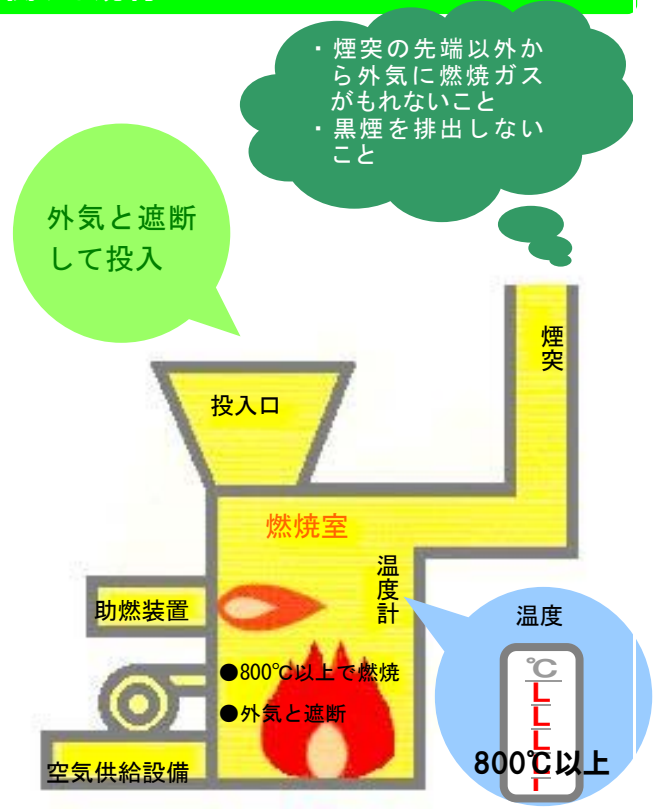 ・煙突の先端以外か
ら外気に燃焼ガス
がもれないこと
・黒煙を排出しない
こと
外気と遮断
して投入
煙突
投入口
燃焼室
温度計
助燃装置
温度
℃
●800℃以上で燃焼
●外気と遮断
800℃以上
空気供給設備